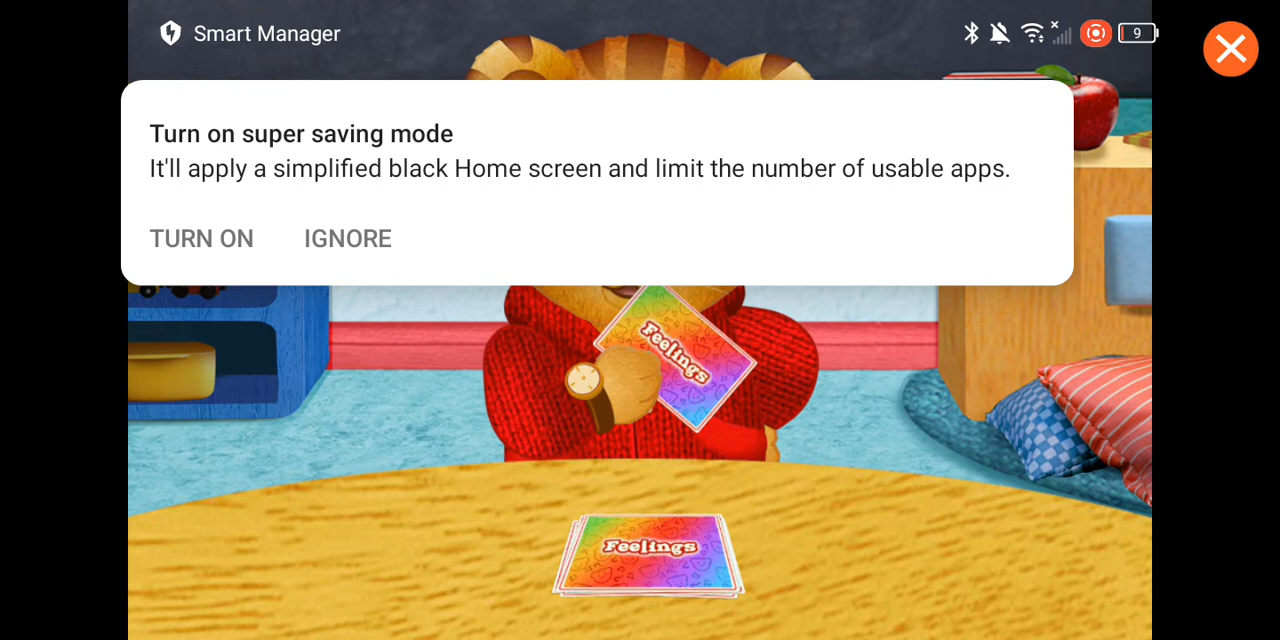 Smart Manager
9
Turn on super saving mode
It'll apply a simplified black Home screen and limit the number of usable apps.
TURN ON IGNORE
Feelings
Feelings